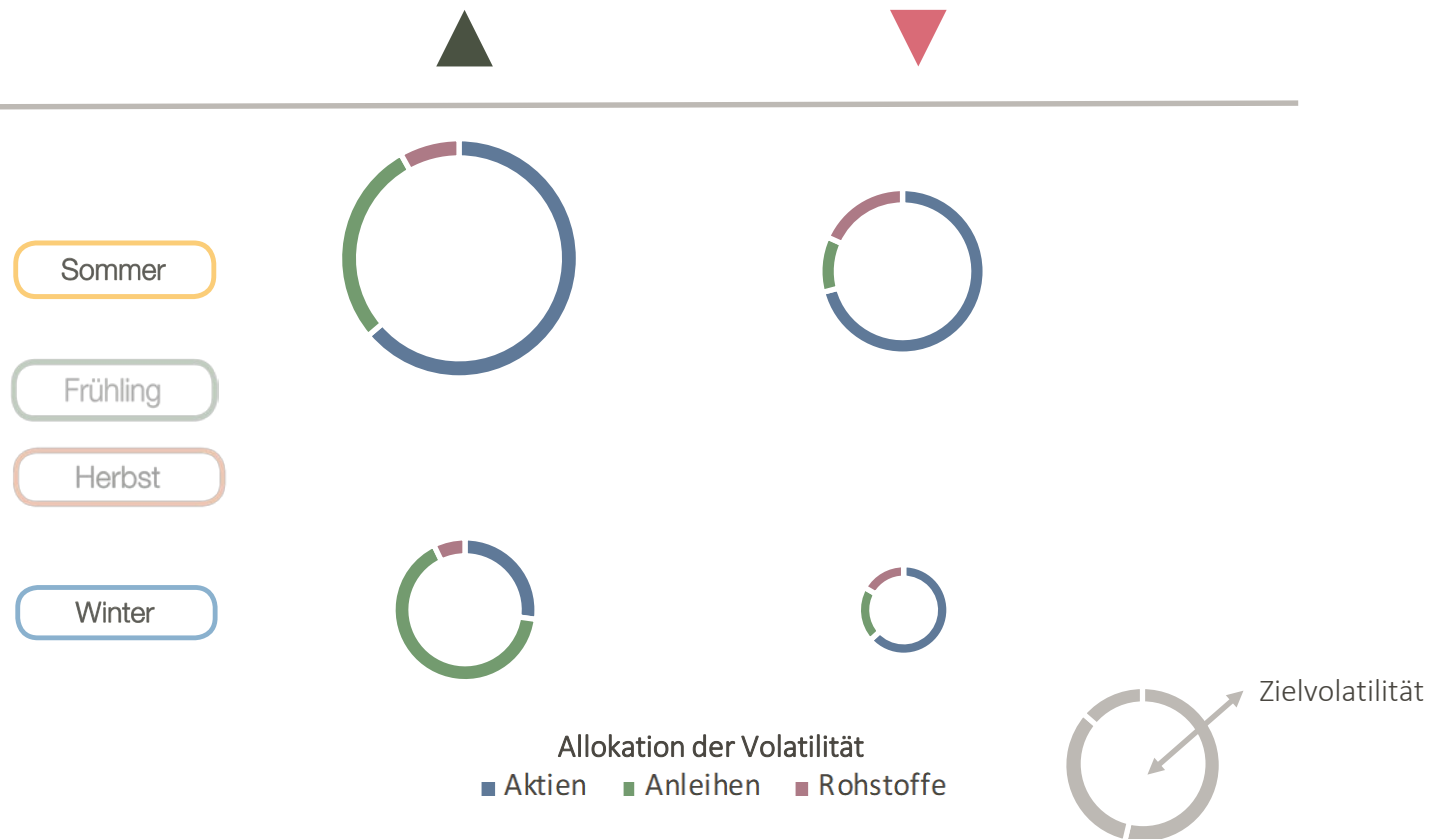 Sommer
Frühling
Herbst
Winter
Zielvolatilität
Allokation der Volatilität
Aktien Anleihen Rohstoffe